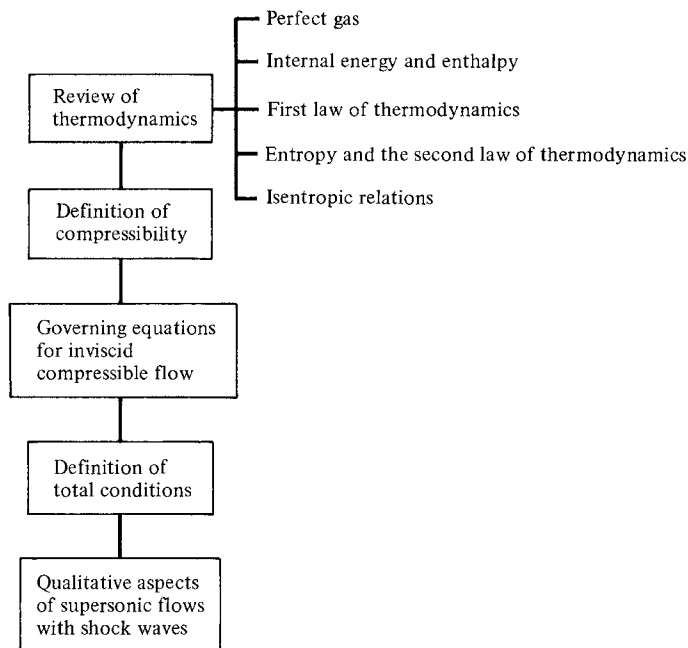 Perfect gas
Internal energy and enthalpy
Review of
thermodynamics
First law of thermodynamics
Entropy and the second law of thermodynamics
Isentropic relations
Definition of
compressibility
Governing equations
for inviscid
compressible flow
Definition of
total conditions
Qualitative aspects
of supersonic flows
with shock waves